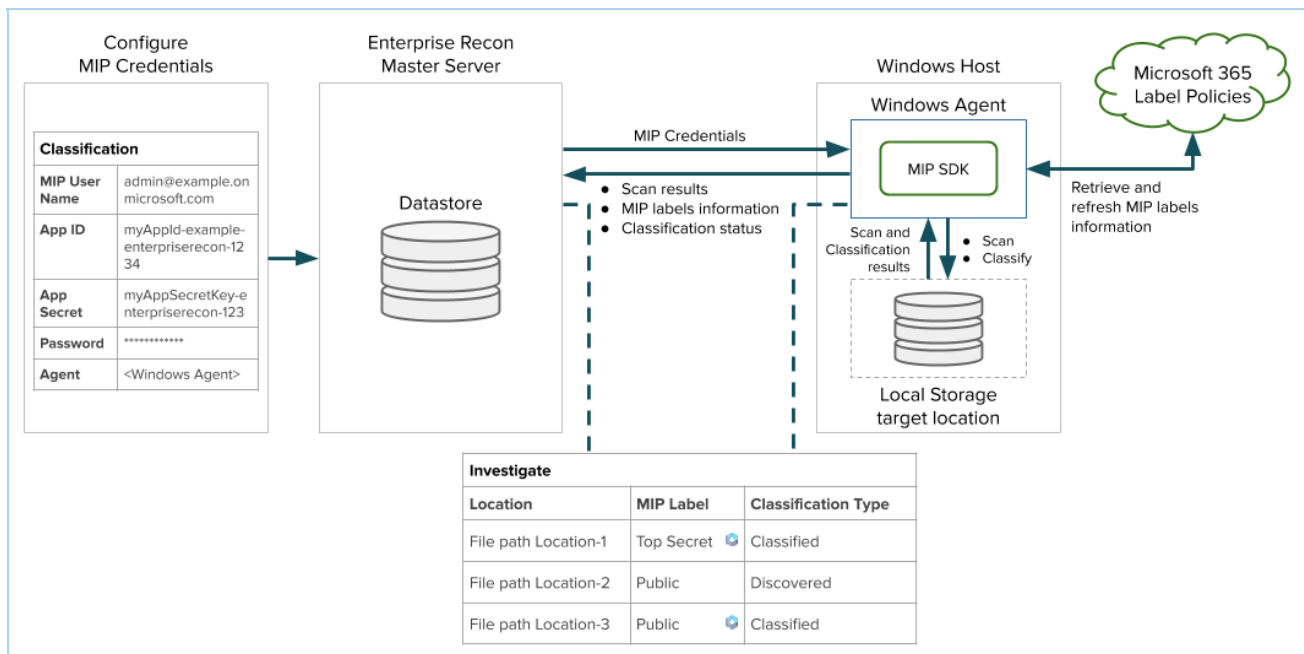 Configure
MIP Credentials
Classification
MIP User
Name
admin@example.on
microsoft.com
App ID
myAppId-example-
enterpriserecon-12
34
App
Secret
myAppSecretKey-e
nterpriserecon-123
Password
************
Agent
<Windows Agent>
Enterprise Recon
Master Server
Datastore
MIP Credentials
● Scan results
● MIP labels information
● Classification status
Windows Host
Windows Agent
MIP SDK
Scan and
Classification
results
● Scan
● Classify
Local Storage
target location
Microsoft 365
Label Policies
Retrieve and
refresh MIP labels
information
Investigate
Location MIP Label Classification Type
File path Location-1 Top Secret Classified
File path Location-2 Public Discovered
File path Location-3 Public Classified